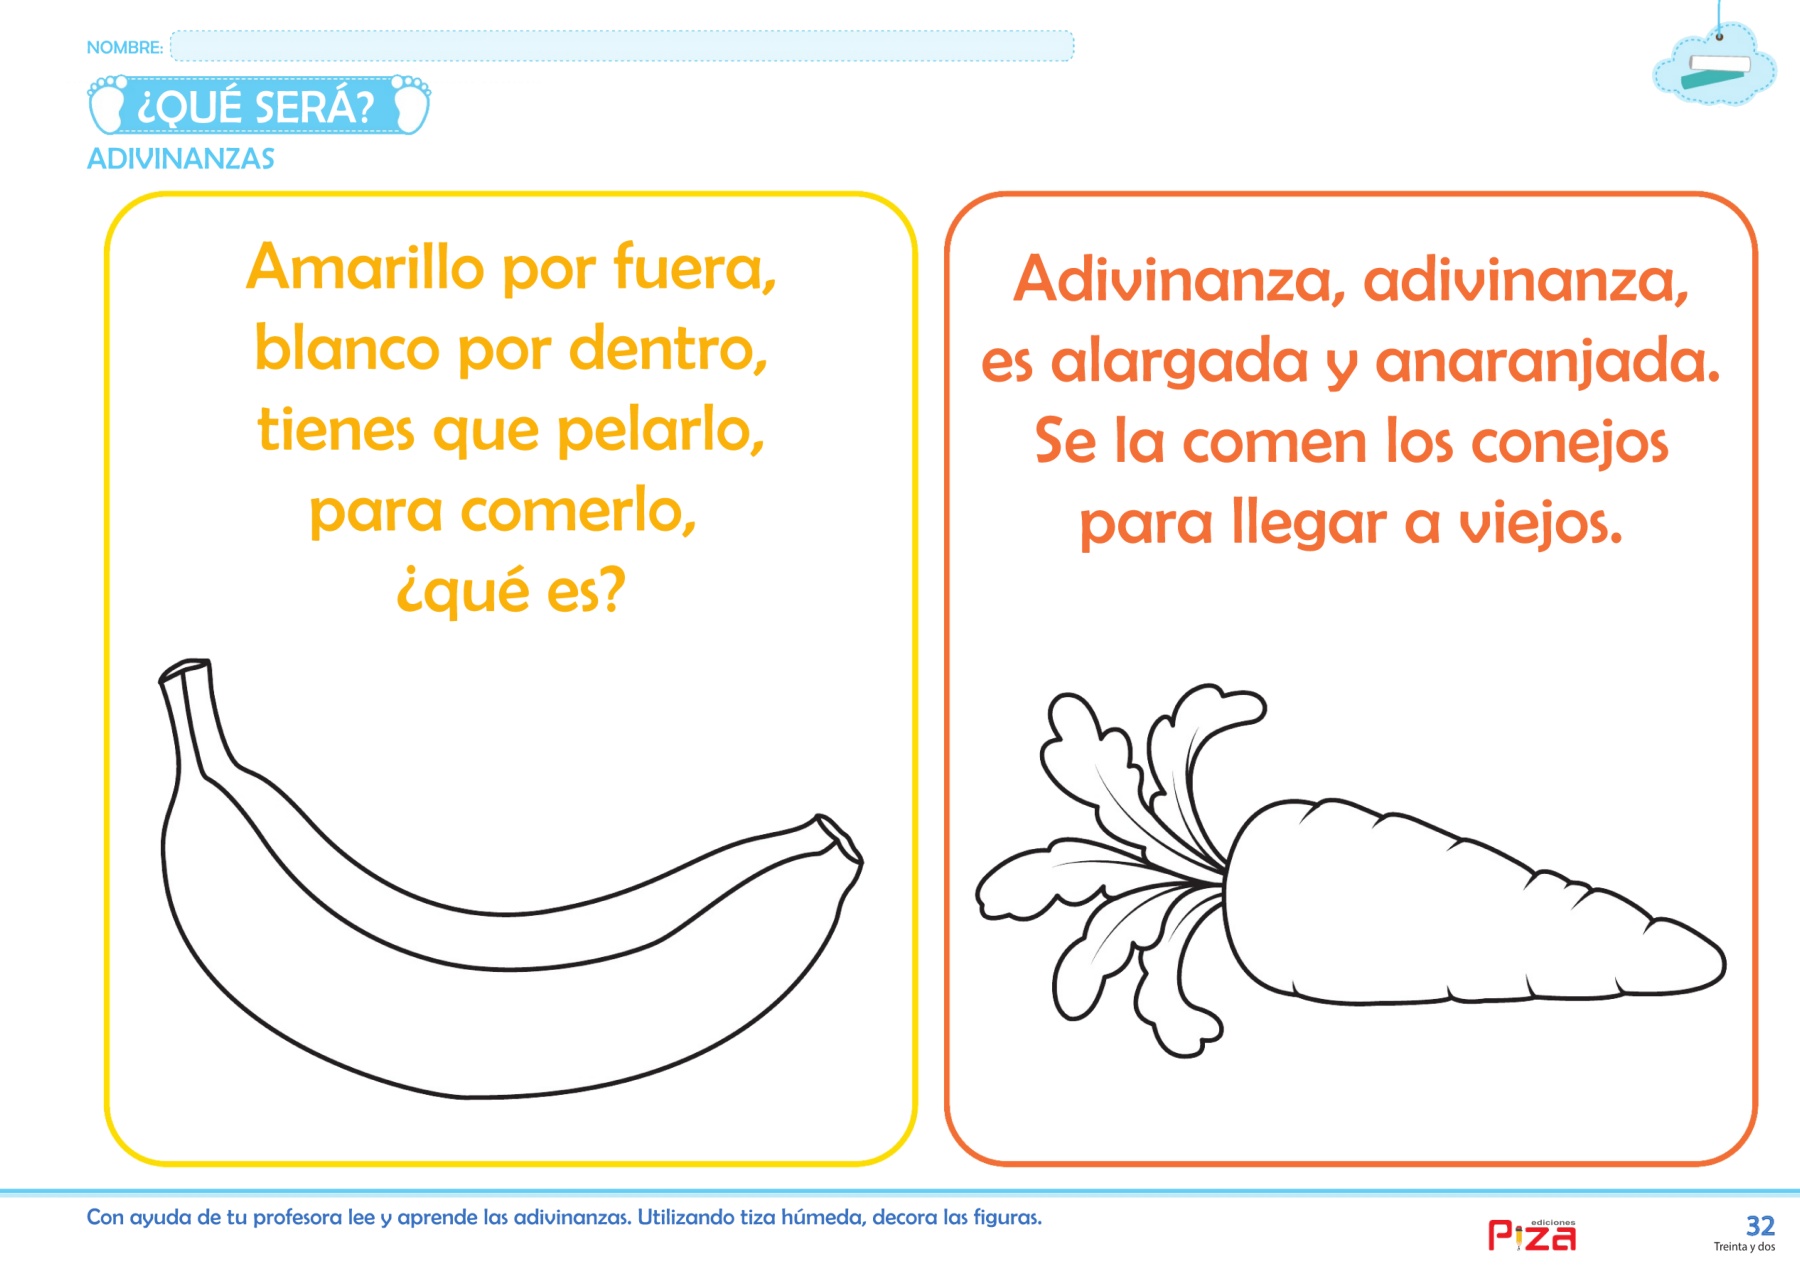 NOMBRE:
¿QUÉ SERÁ?
ADIVINANZAS
Amarillo por fuera,
blanco por dentro,
tienes que pelarlo,
para comerlo,
¿qué es?
Adivinanza, adivinanza,
es alargada y anaranjada.
Se la comen los conejos
para llegar a viejos.
Con ayuda de tu profesora lee y aprende las adivinanzas. Utilizando tiza húmeda, decora las figuras.
ediciones
PiZa
32
Treinta y dos